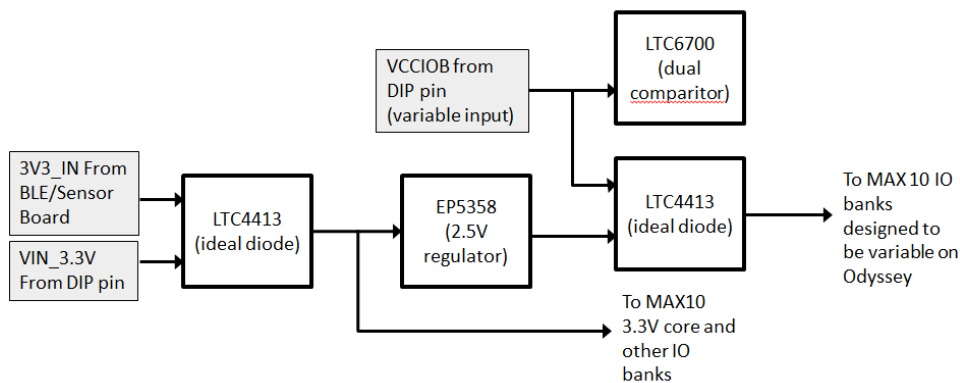 VCCIOB from
DIP pin
(variable input)
LTC6700
(dual
comparitor)
3V3_IN From
BLE/Sensor
Board
VIN_3.3V
From DIP pin
LTC4413
(ideal diode)
EP5358
(2.5V
regulator)
LTC4413
(ideal diode)
To MAX 10 IO
banks
designed to
be variable on
Odyssey
To MAX10
3.3V core and
other IO
banks